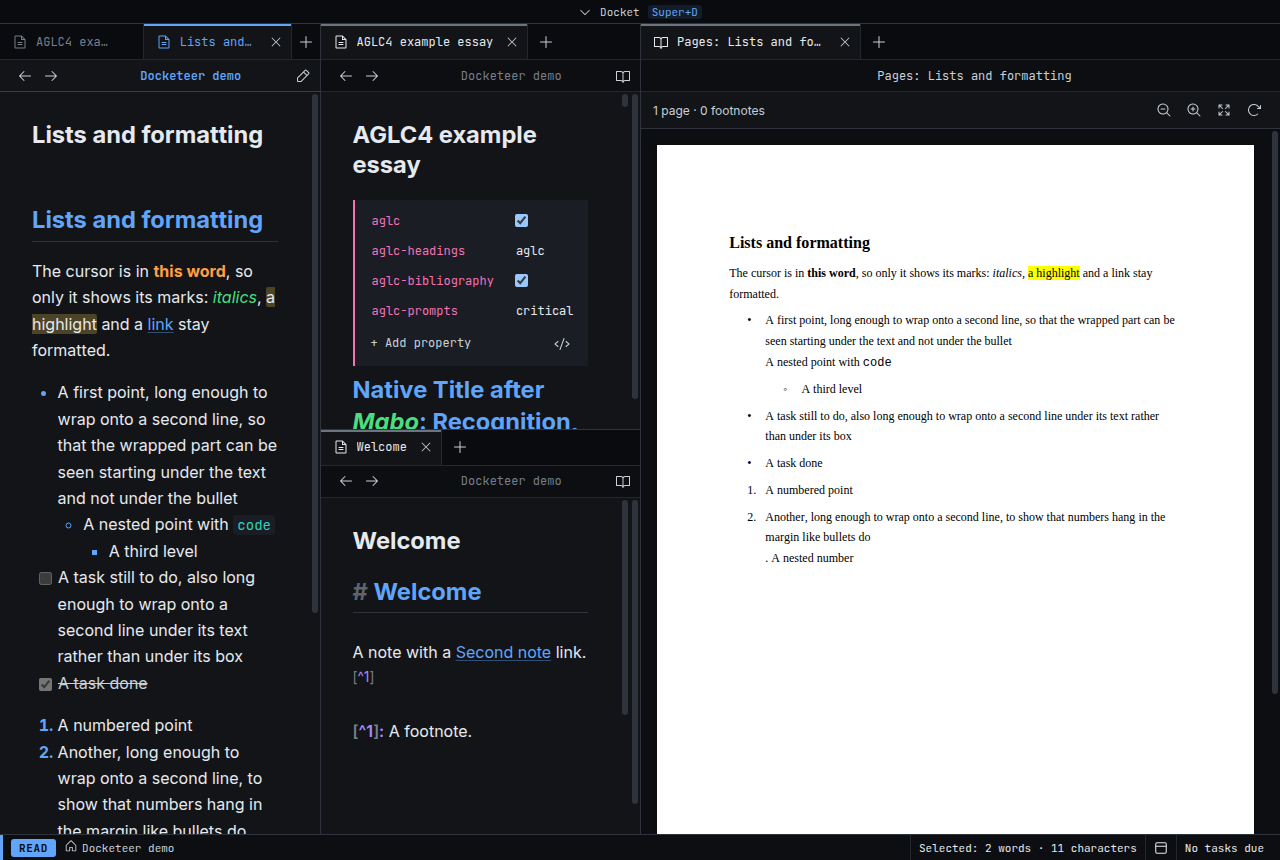 Docket Super+D
AGLC4 exa…
Lists and…
AGLC4 example essay
Pages: Lists and fo…
Docketeer demo
Docketeer demo
Pages: Lists and formatting
Lists and formatting
Lists and formatting
The cursor is in this word, so
only it shows its marks: italics, a
highlight and a link stay
formatted.
• A first point, long enough to
wrap onto a second line, so
that the wrapped part can be
seen starting under the text
and not under the bullet
◦ A nested point with code
▪ A third level
A task still to do, also long
enough to wrap onto a
second line under its text
rather than under its box
A task done
1. A numbered point
2. Another, long enough to
wrap onto a second line, to
show that numbers hang in
the margin like bullets do
AGLC4 example
essay
aglc
aglc-headings aglc
aglc-bibliography
aglc-prompts critical
+ Add property </>
Native Title after
Mabo: Recognition,
Welcome
Docketeer demo
Welcome
# Welcome
A note with a Second note link.
[^1]
[^1]: A footnote.
1 page · 0 footnotes
Lists and formatting
The cursor is in this word, so only it shows its marks: italics, a highlight and a link stay
formatted.
• A first point, long enough to wrap onto a second line, so that the wrapped part can be
seen starting under the text and not under the bullet
A nested point with code
◦ A third level
• A task still to do, also long enough to wrap onto a second line under its text rather
than under its box
• A task done
1. A numbered point
2. Another, long enough to wrap onto a second line, to show that numbers hang in the
margin like bullets do
. A nested number
READ Docketeer demo
Selected: 2 words · 11 characters
No tasks due